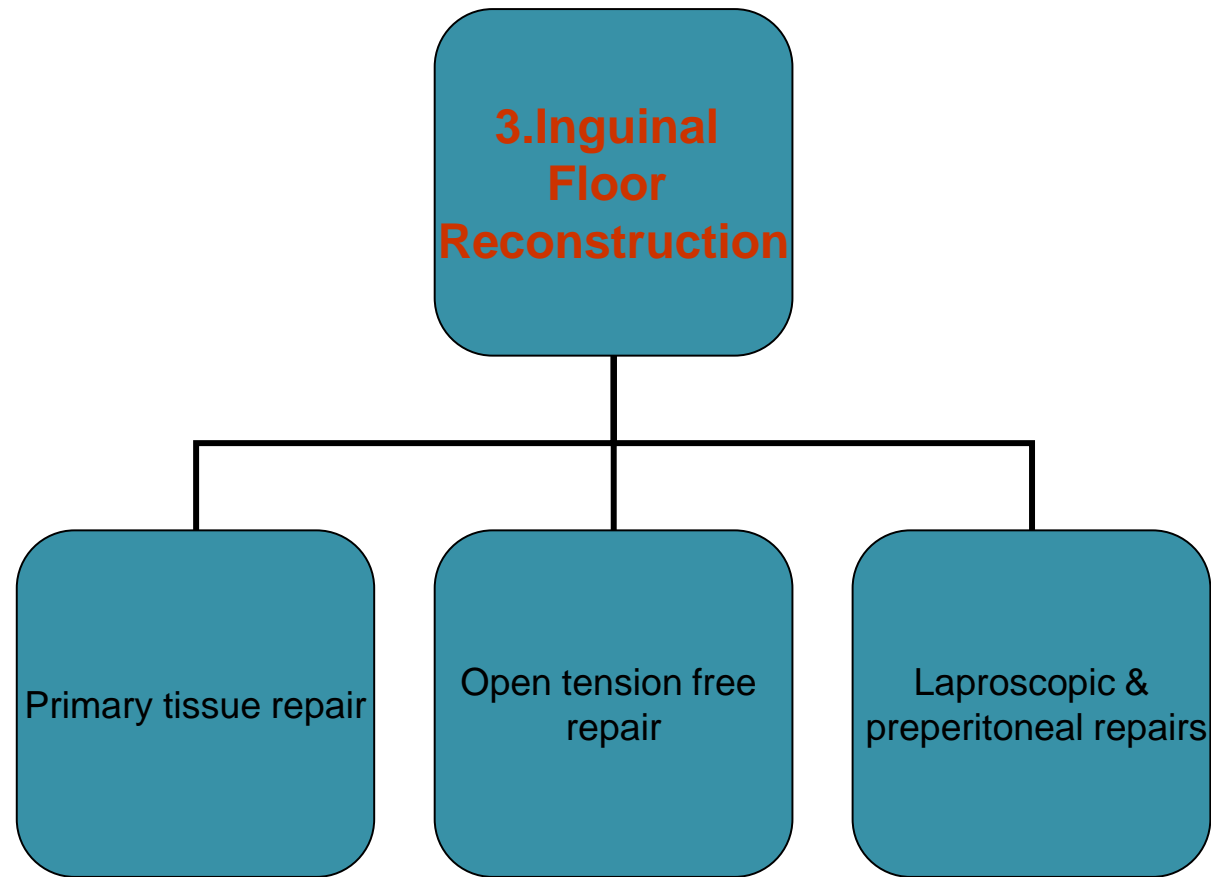 3.Inguinal
Floor
Reconstruction
Primary tissue repair
Open tension free
repair
Laproscopic &
preperitoneal repairs